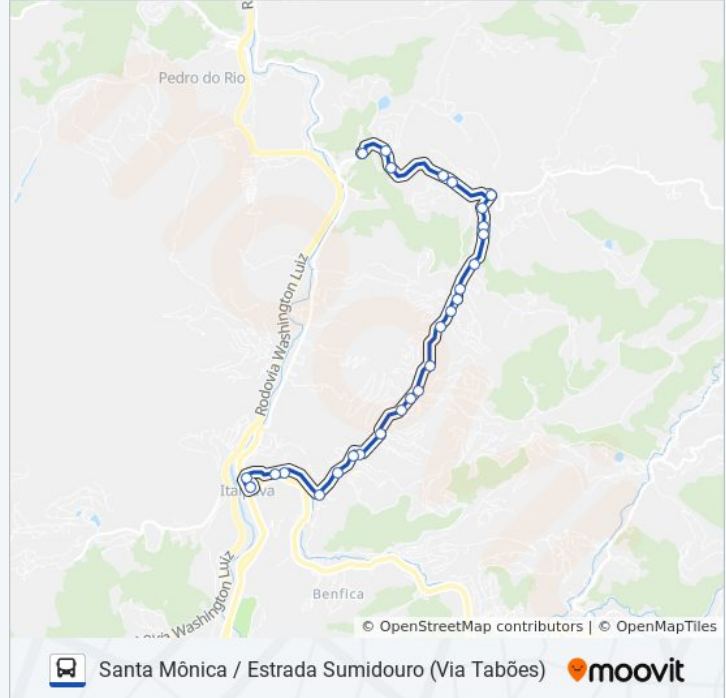 R
Pedro do Rio
Rodovia Washington Luiz
Itaipava
Benfica
ovia Washington Luiz
© OpenStreetMap contributors | © OpenMapTiles
Santa Mônica / Estrada Sumidouro (Via Tabões)
moovit